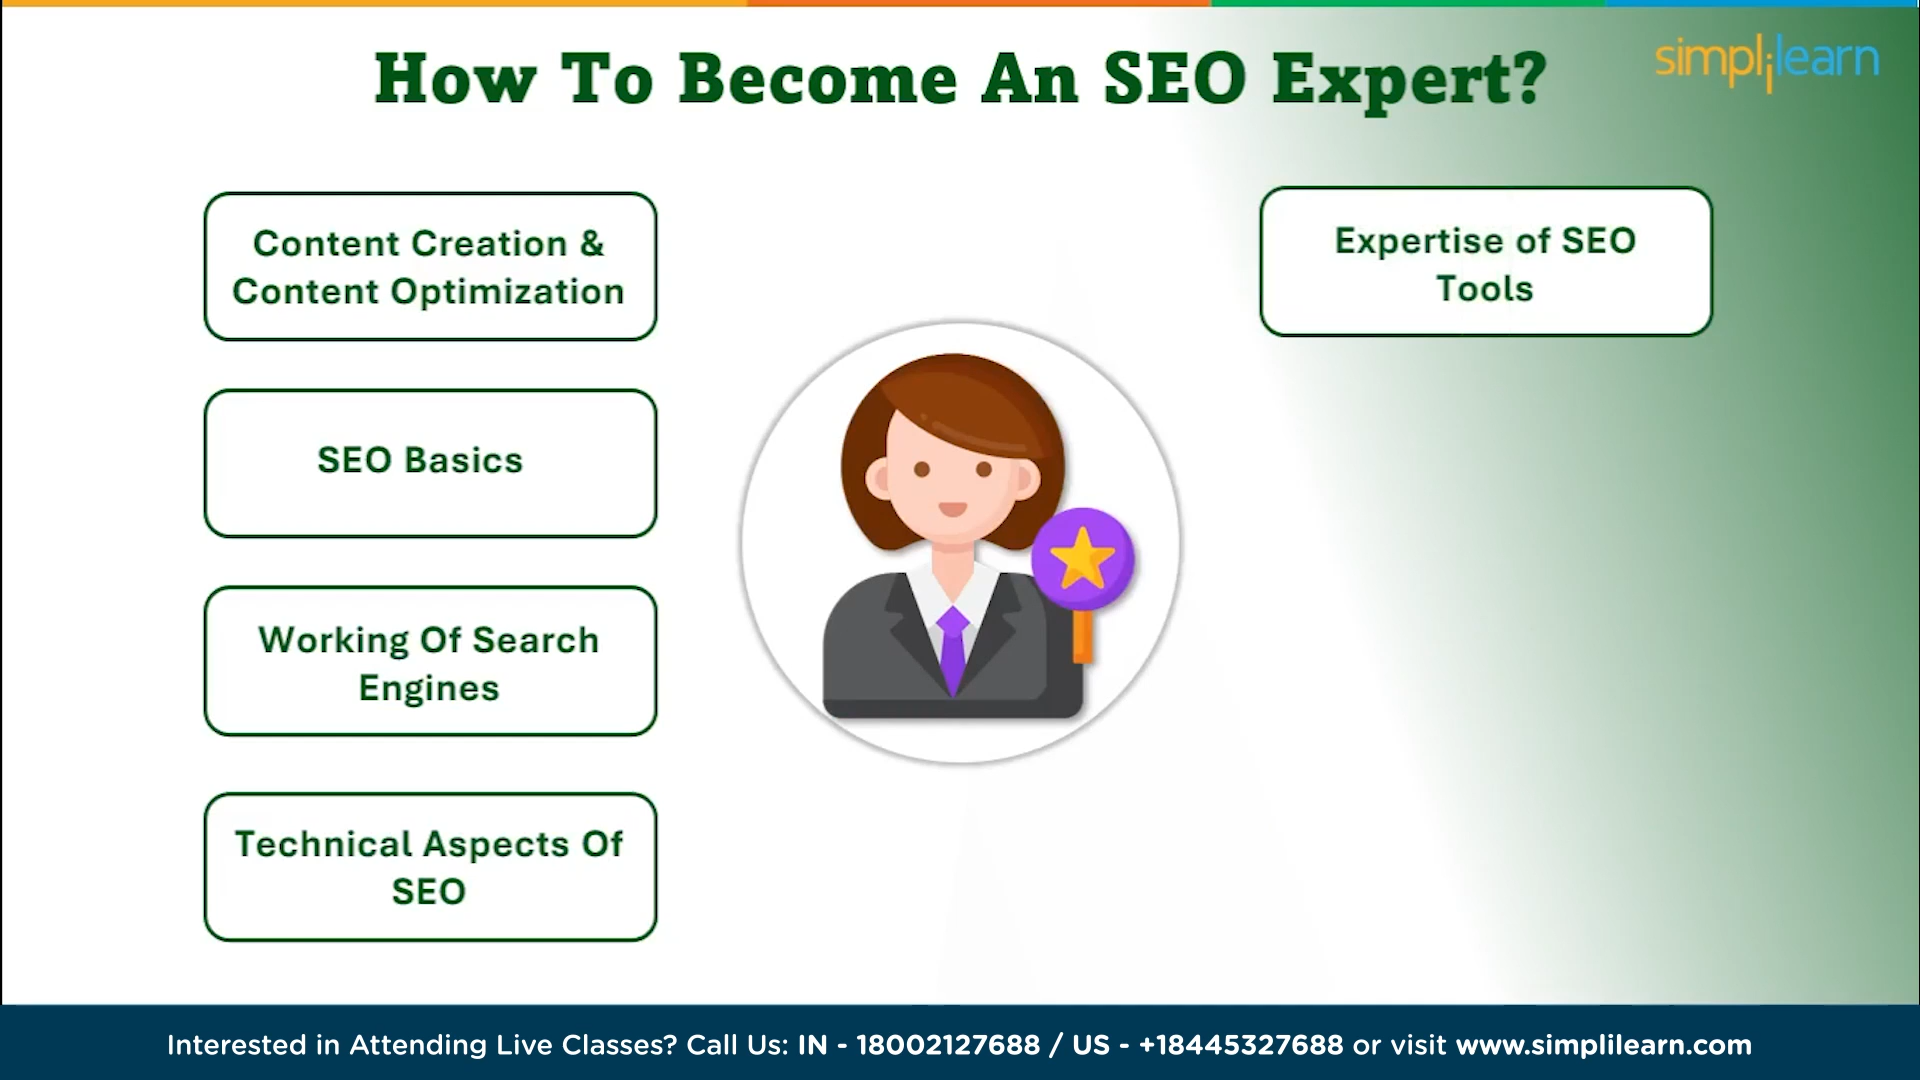 How To Become An SEO Expert?
simplilearn
Content Creation &
Content Optimization
SEO Basics
Working Of Search
Engines
Technical Aspects Of
SEO
Expertise of SEO
Tools
Interested in Attending Live Classes? Call Us: IN - 18002127688 / US - +18445327688 or visit www.simplilearn.com